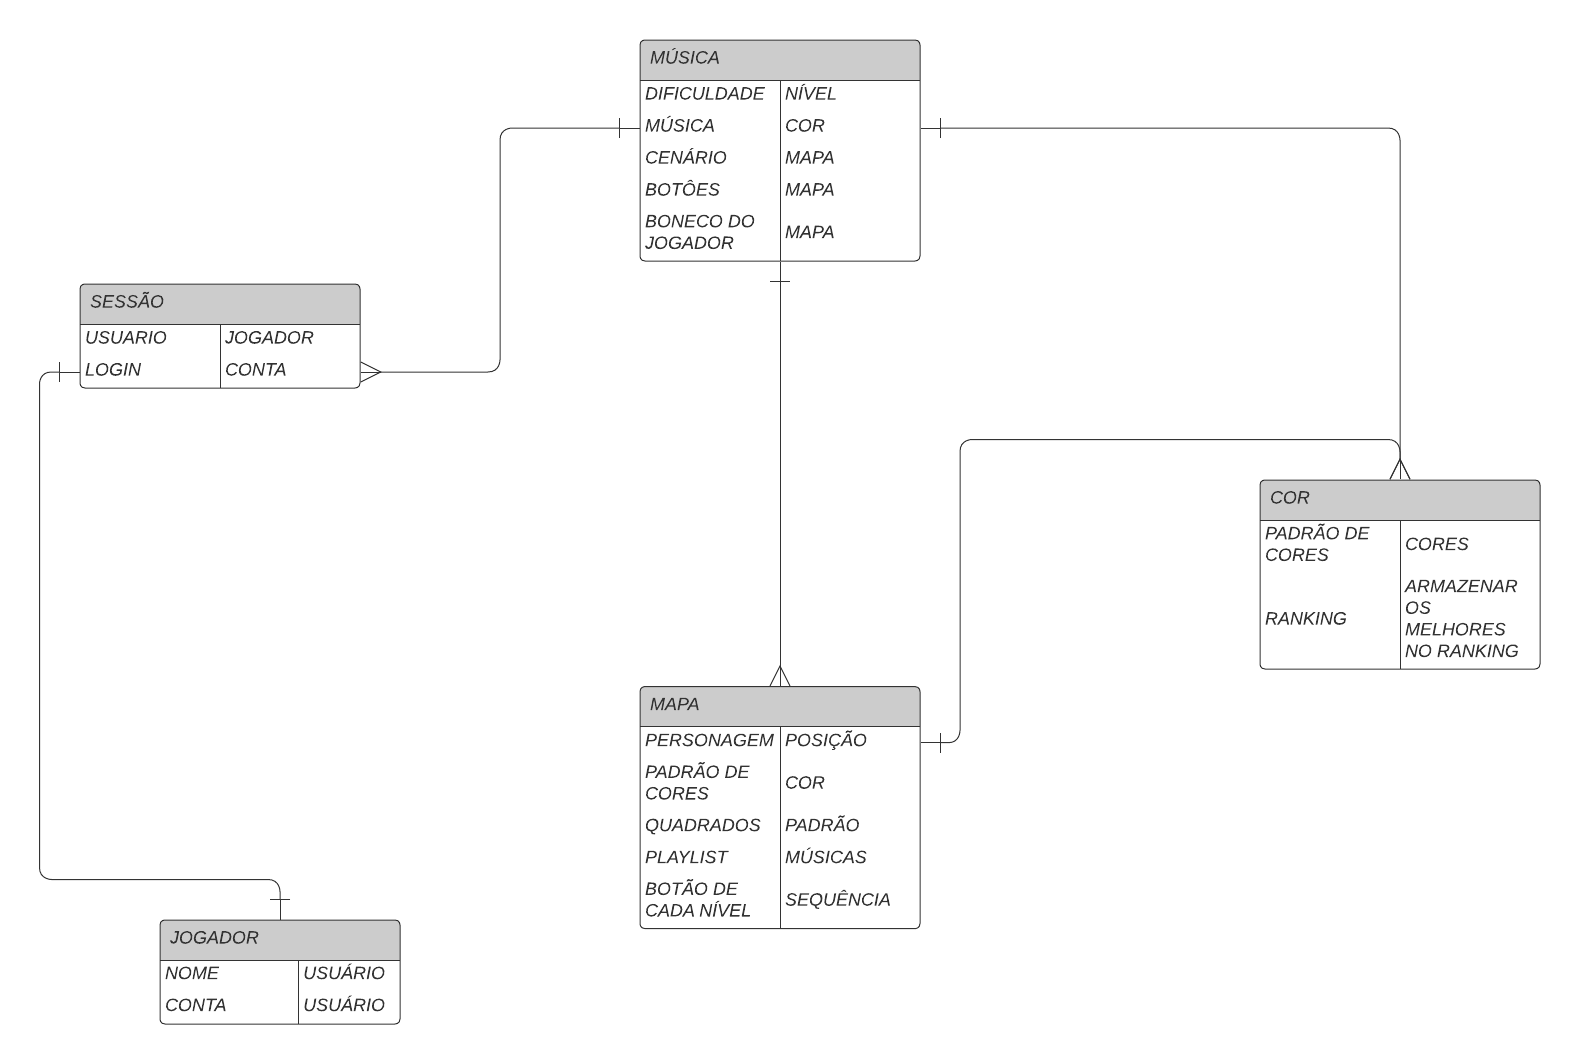 MÚSICA
DIFICULDADE NÍVEL
MÚSICA COR
CENÁRIO MAPA
BOTÔES MAPA
BONECO DO
JOGADOR
MAPA
SESSÃO
USUARIO JOGADOR
LOGIN CONTA
COR
PADRÃO DE
CORES
CORES
RANKING
ARMAZENAR
OS
MELHORES
NO RANKING
MAPA
PERSONAGEM POSIÇÃO
PADRÃO DE
CORES
COR
QUADRADOS PADRÃO
PLAYLIST MÚSICAS
BOTÃO DE
CADA NÍVEL
SEQUÊNCIA
JOGADOR
NOME USUÁRIO
CONTA USUÁRIO